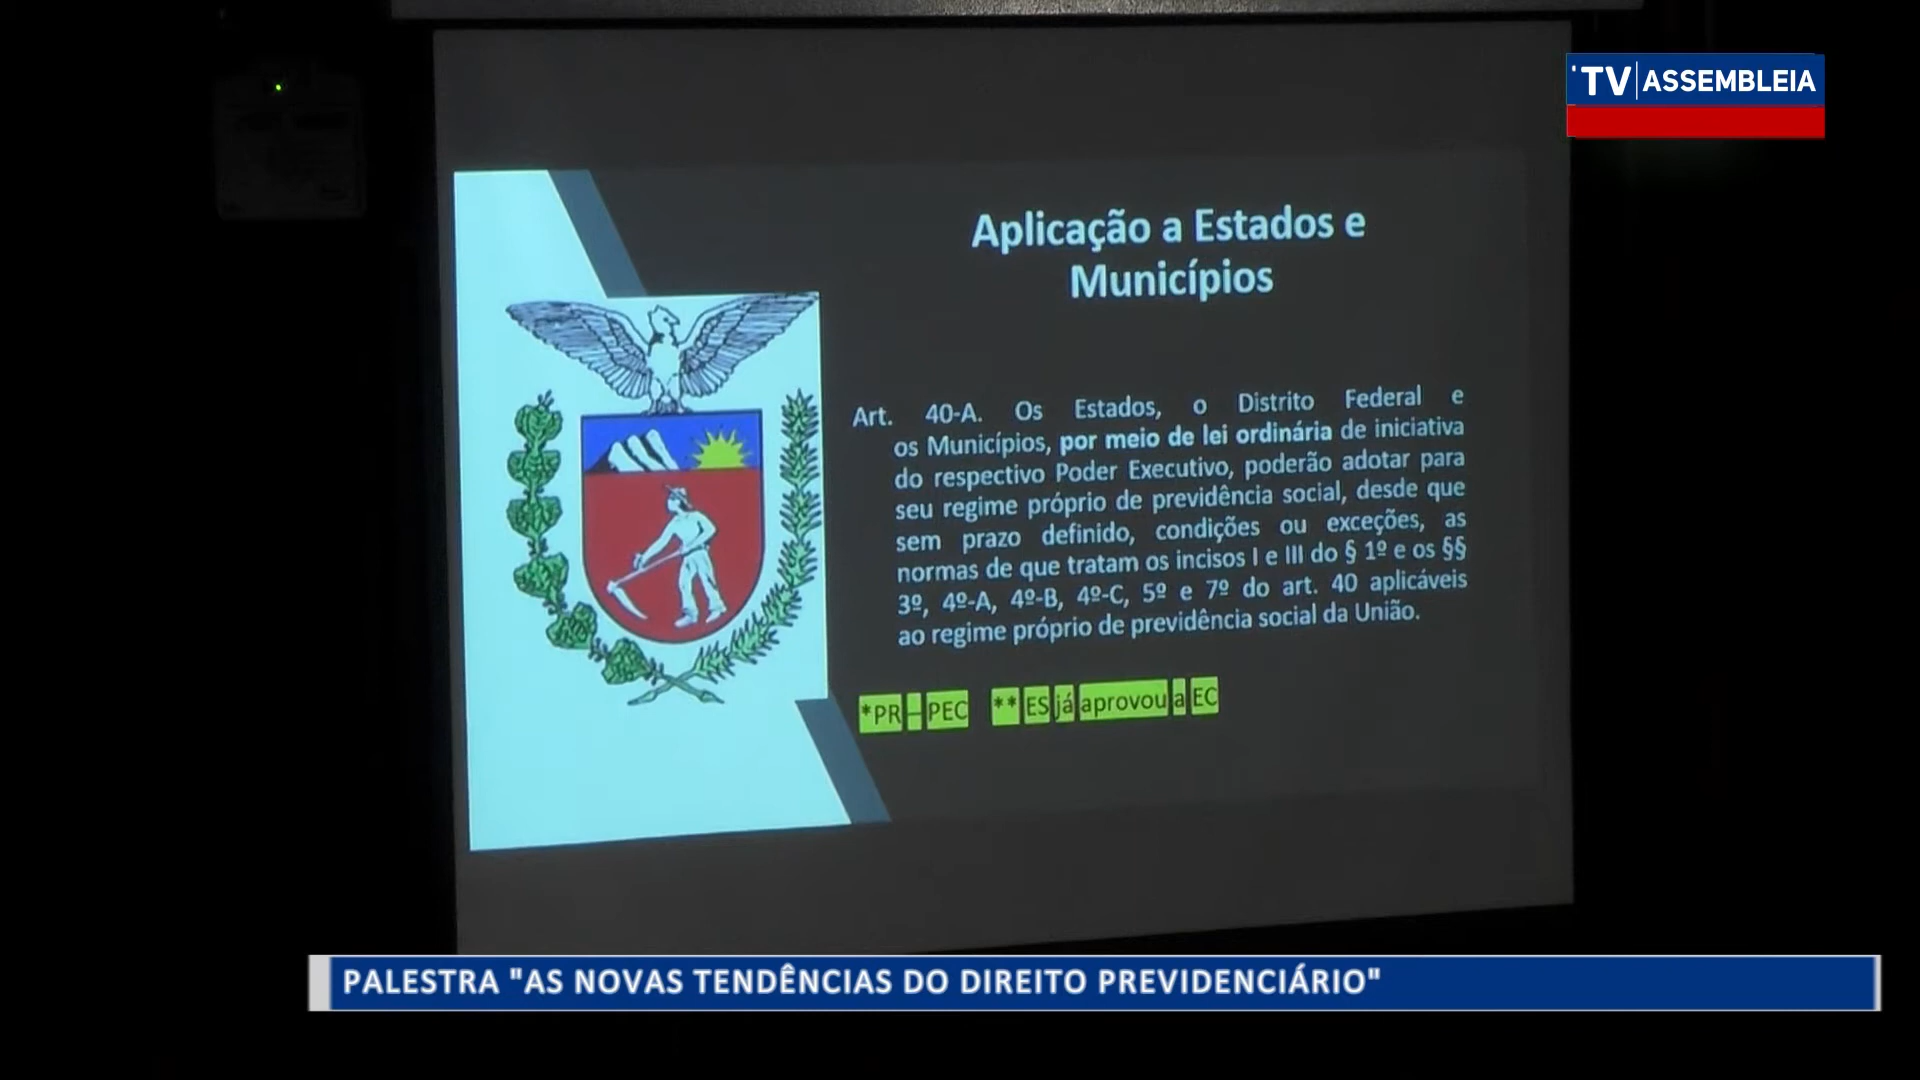 TV ASSEMBLEIA
Aplicação a Estados e
Municípios
Art. 40-A. Os Estados, o Distrito Federal e
os Municípios, por meio de lei ordinária de iniciativa
do respectivo Poder Executivo, poderão adotar para
seu regime próprio de previdência social, desde que
sem prazo definido, condições ou exceções, as
normas de que tratam os incisos I e III do § 1º e os §§
3º, 4º-A, 4º-B, 4º-C, 5º e 7º do art. 40 aplicáveis
ao regime próprio de previdência social da União.
*PR – PEC ** ES já aprovou a EC
PALESTRA "AS NOVAS TENDÊNCIAS DO DIREITO PREVIDENCIÁRIO"